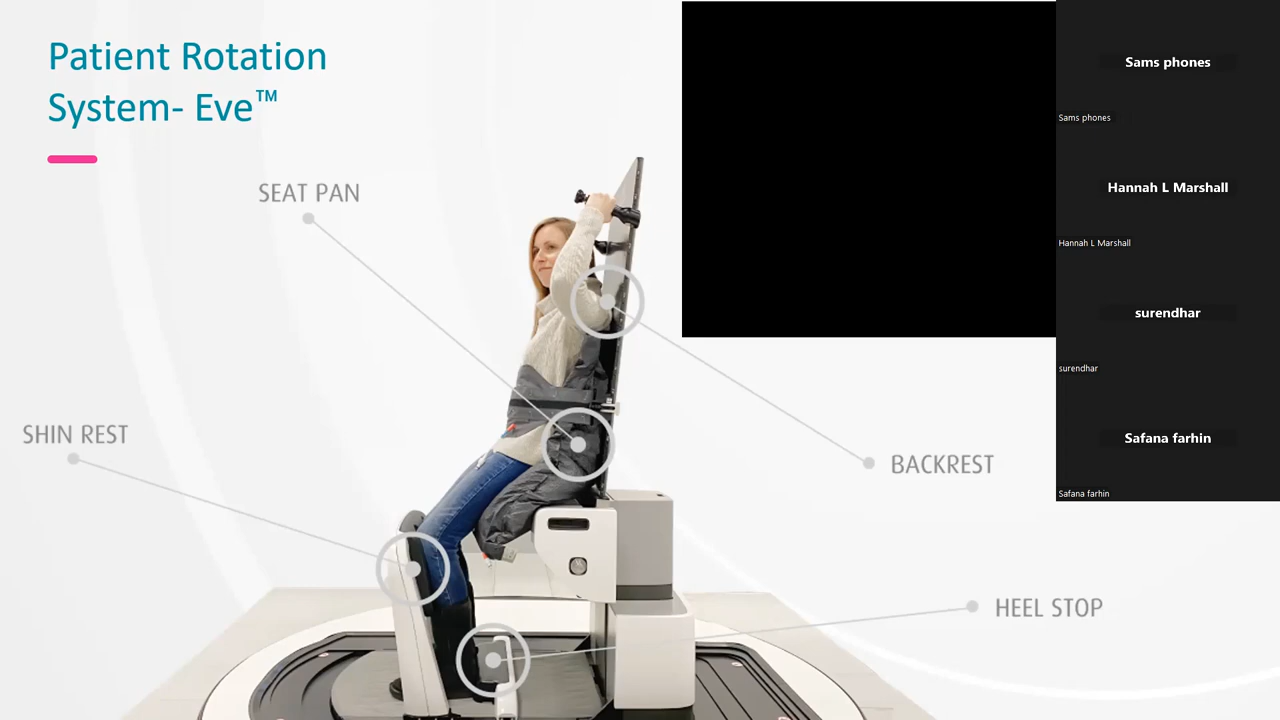 Patient Rotation
System- Eve™
SEAT PAN
SHIN REST
BACKREST
HEEL STOP
Sams phones
Sams phones
Hannah L Marshall
Hannah L Marshall
surendhar
surendhar
Safana farhin
Safana farhin